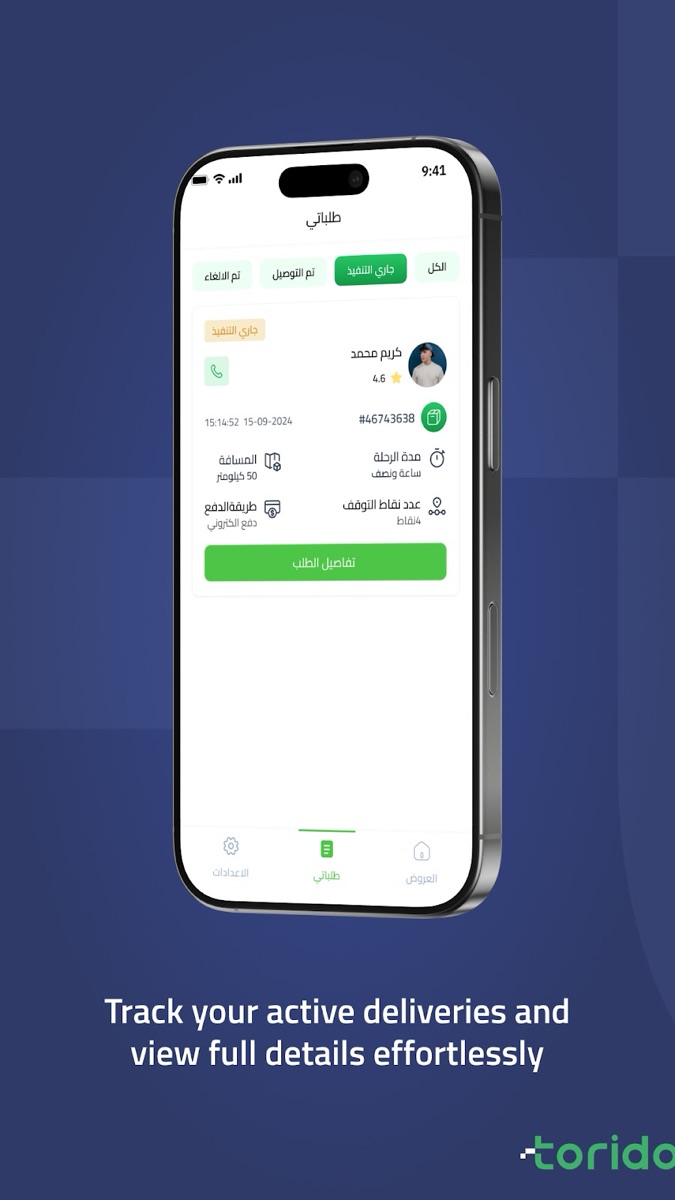 9:41
طلباتي
الكل
جاري التنفيذ
تم التوصيل
تم الالغاء
جاري التنفيذ
كريم محمد
4.6
#46743638
15:14:52 15-09-2024
مدة الرحلة
ساعة ونصف
المسافة
50 كيلومتر
عدد نقاط التوقف
4نقاط
طريقةالدفع
دفع الكتروني
تفاصيل الطلب
العروض
طلباتي
الاعدادات
Track your active deliveries and
view full details effortlessly
torido